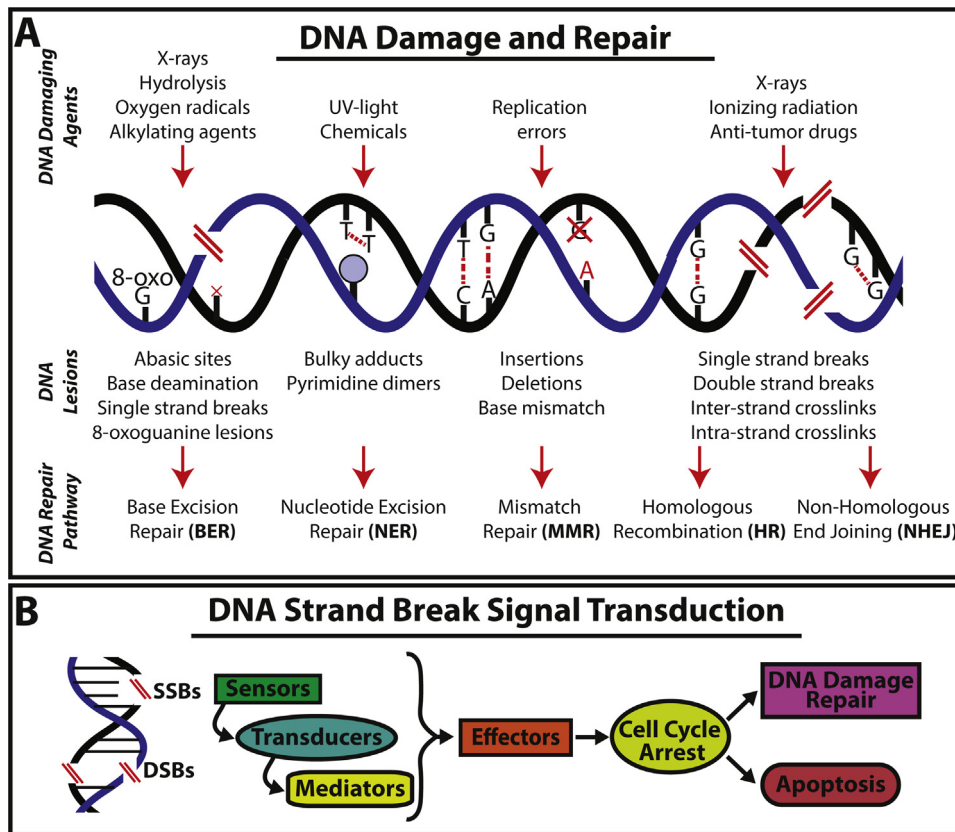 A
DNA Damage and Repair
DNA Damaging
Agents
X-rays
Hydrolysis
Oxygen radicals
Alkylating agents
UV-light
Chemicals
Replication
errors
X-rays
Ionizing radiation
Anti-tumor drugs
8-oxo
G
x
T
T
T
C
G
A
G
A
G
G
G
G
DNA
Lesions
Abasic sites
Base deamination
Single strand breaks
8-oxoguanine lesions
Bulky adducts
Pyrimidine dimers
Insertions
Deletions
Base mismatch
Single strand breaks
Double strand breaks
Inter-strand crosslinks
Intra-strand crosslinks
DNA Repair
Pathway
Base Excision
Repair (BER)
Nucleotide Excision
Repair (NER)
Mismatch
Repair (MMR)
Homologous
Recombination (HR)
Non-Homologous
End Joining (NHEJ)
B
DNA Strand Break Signal Transduction
SSBs
DSBs
Sensors
Transducers
Mediators
Effectors
Cell Cycle
Arrest
DNA Damage
Repair
Apoptosis